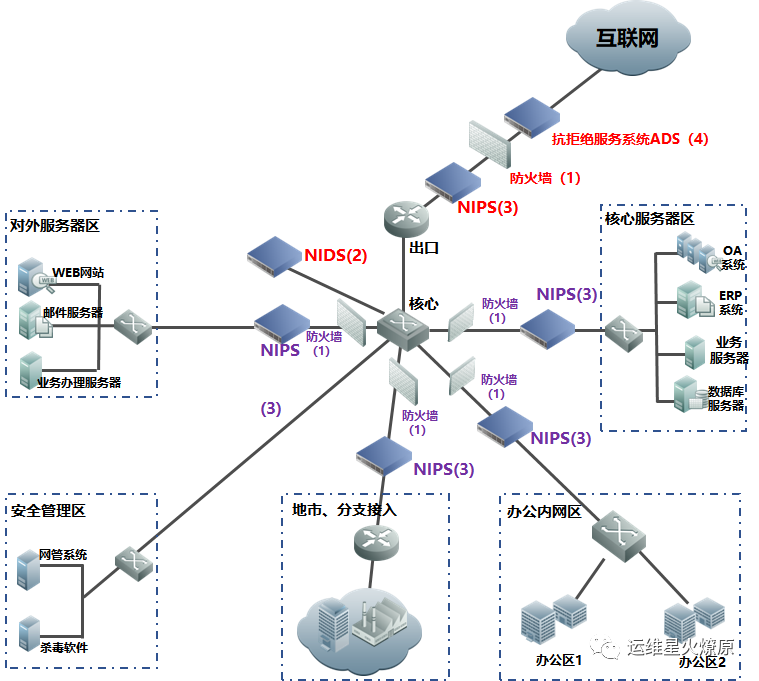 互联网
抗拒绝服务系统ADS（4）
防火墙（1）
NIPS(3)
出口
对外服务器区
核心服务器区
WEB网站
WEB
邮件服务器
业务办理服务器
NIDS(2)
核心
NIPS
防火墙
（1）
防火墙
（1）
NIPS(3)
OA
系统
ERP
系统
业务
服务器
数据库
服务器
(3)
防火墙
（1）
NIPS(3)
防火墙
（1）
NIPS(3)
安全管理区
网管系统
杀毒软件
地市、分支接入
办公内网区
办公区1
办公区2
运维星火燎原